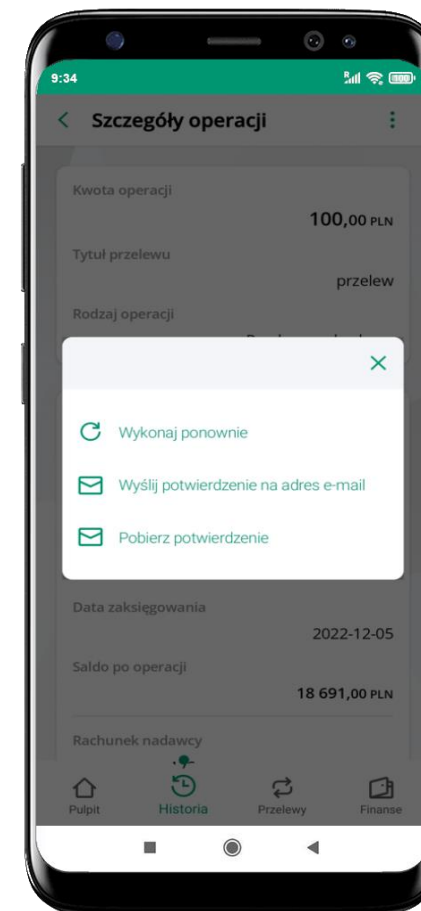 9:34
Szczegóły operacji
Kwota operacji
100,00 PLN
Tytuł przelewu
przelew
Rodzaj operacji
Wykonaj ponownie
Wyślij potwierdzenie na adres e-mail
Pobierz potwierdzenie
Data zaksięgowania
2022-12-05
Saldo po operacji
18 691,00 PLN
Rachunek nadawcy
Pulpit
Historia
Przelewy
Finanse